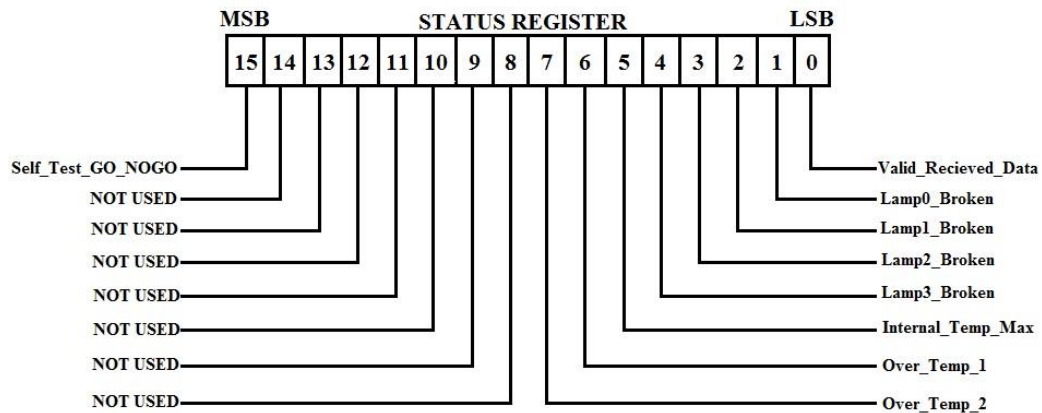 MSB STATUS REGISTER LSB
15 14 13 12 11 10 9 8 7 6 5 4 3 2 1 0
Self_Test_GO_NOGO Valid_Recieved_Data
NOT USED Lamp0_Broken
NOT USED Lamp1_Broken
NOT USED Lamp2_Broken
NOT USED Lamp3_Broken
NOT USED Internal_Temp_Max
NOT USED Over_Temp_1
NOT USED Over_Temp_2